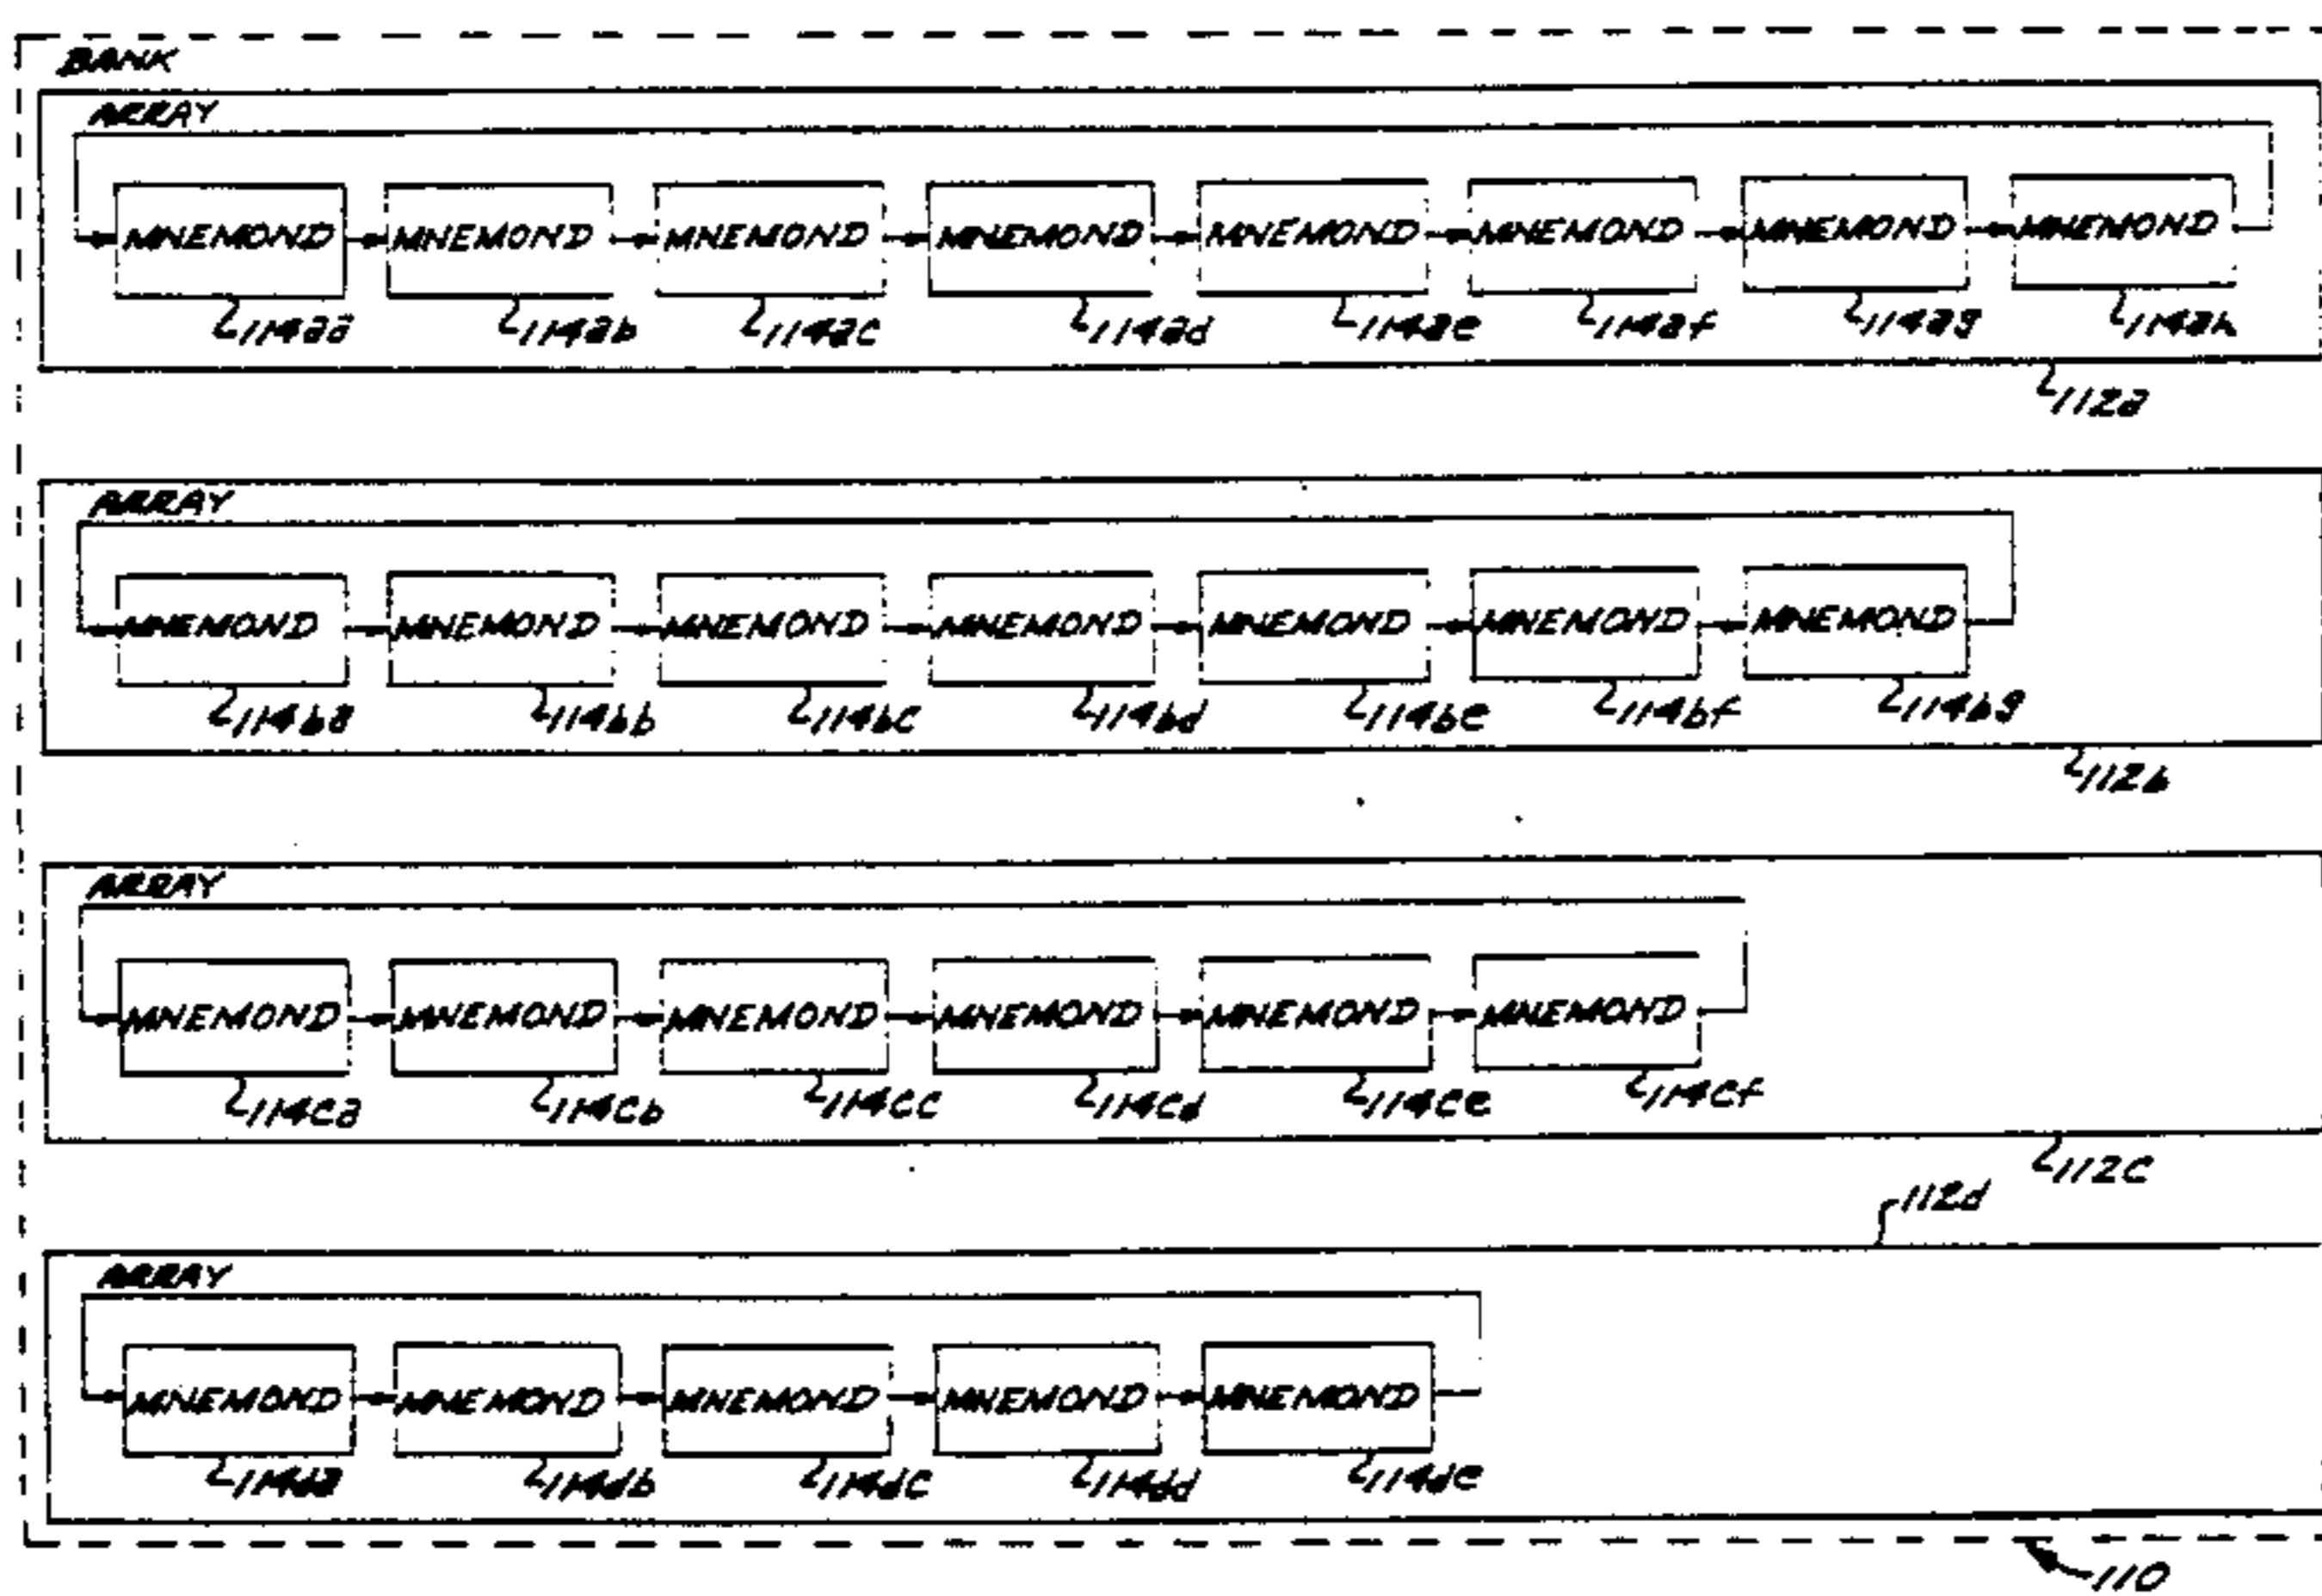 BANK
ARRAY
MNEMOND MNEMOND MNEMOND MNEMOND MNEMOND MNEMOND MNEMOND MNEMOND
114aa 114ab 114ac 114ad 114ae 114af 114ag 114ah
112a
ARRAY
MNEMOND MNEMOND MNEMOND MNEMOND MNEMOND MNEMOND MNEMOND
114ba 114bb 114bc 114bd 114be 114bf 114bg
112b
ARRAY
MNEMOND MNEMOND MNEMOND MNEMOND MNEMOND MNEMOND
114ca 114cb 114cc 114cd 114ce 114cf
112c
112d
ARRAY
MNEMOND MNEMOND MNEMOND MNEMOND MNEMOND
114da 114db 114dc 114dd 114de
110